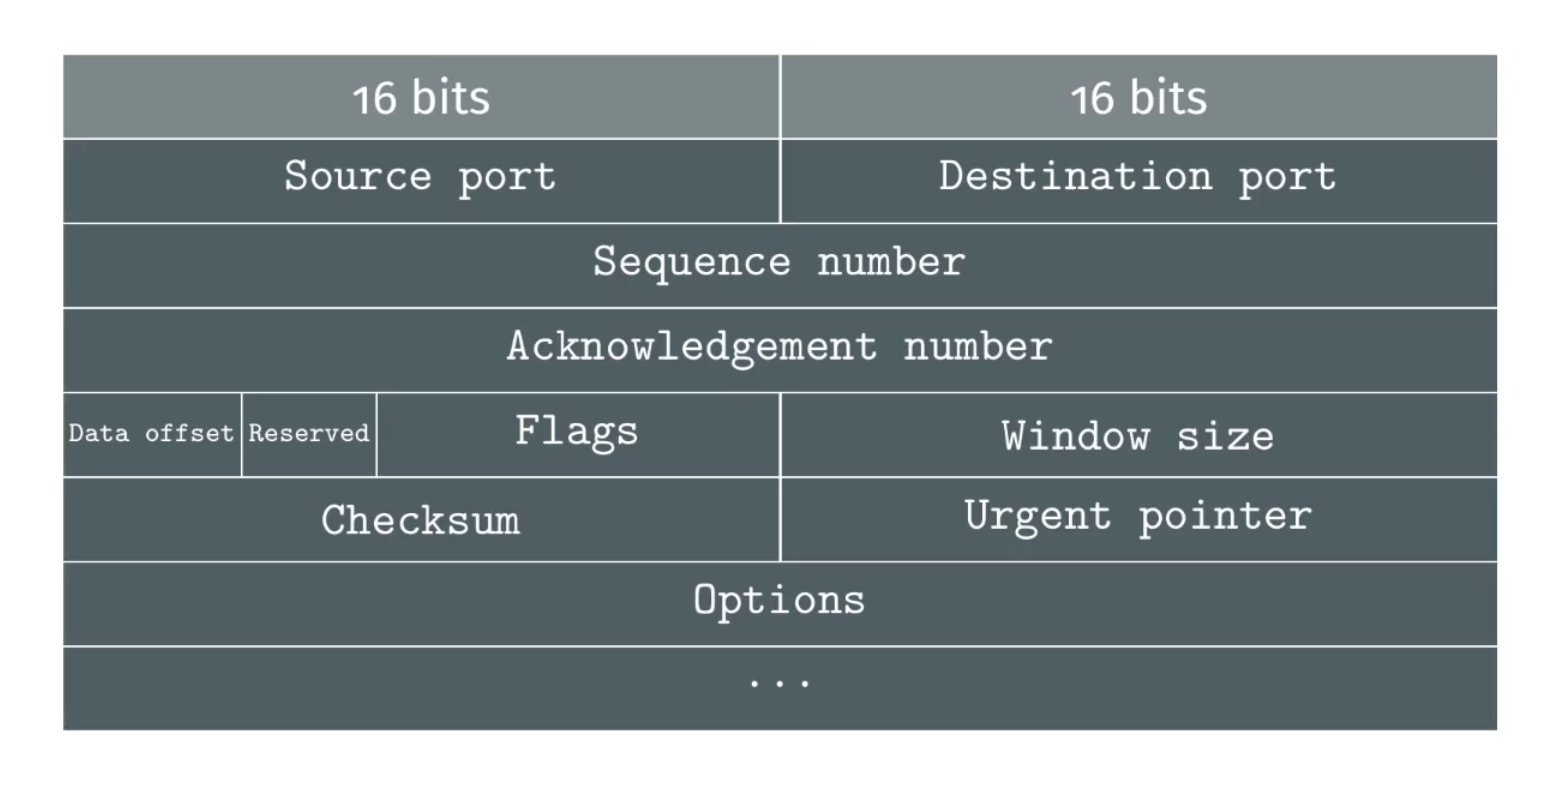 16 bits 16 bits
Source port Destination port
Sequence number
Acknowledgement number
Data offset Reserved Flags Window size
Checksum Urgent pointer
Options
...